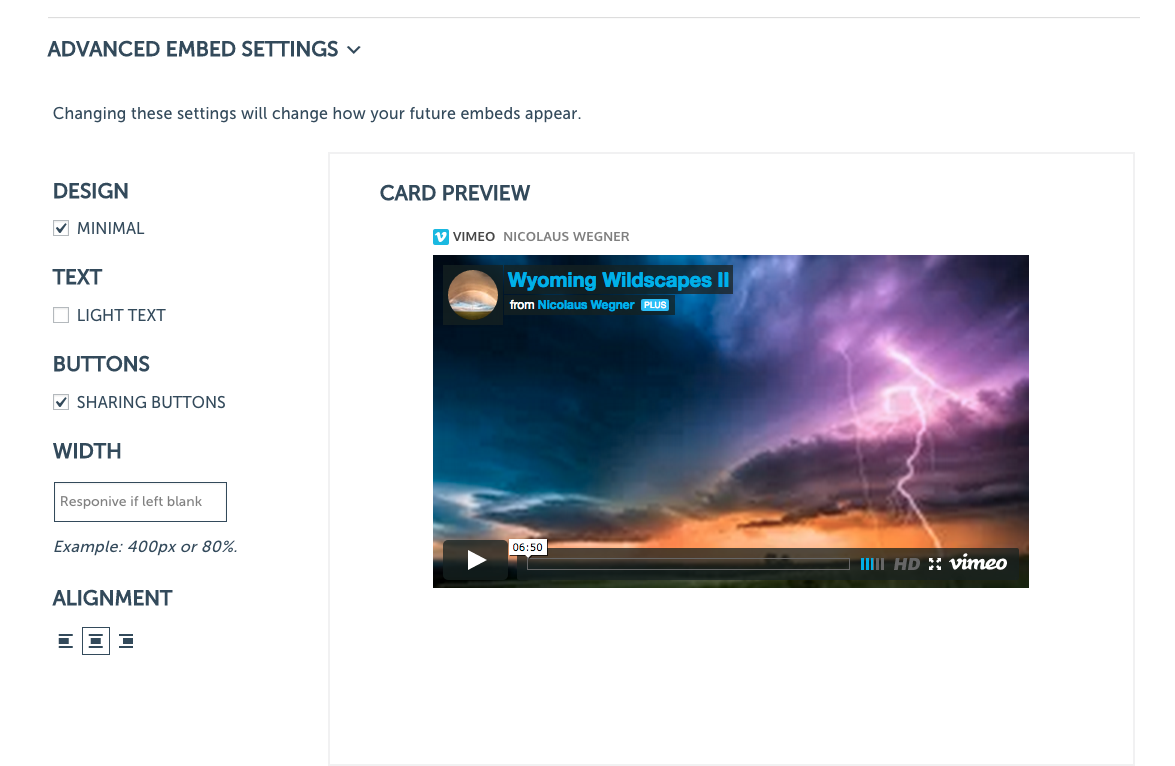 ADVANCED EMBED SETTINGS
Changing these settings will change how your future embeds appear.
DESIGN
MINIMAL
TEXT
LIGHT TEXT
BUTTONS
SHARING BUTTONS
WIDTH
Responive if left blank
Example: 400px or 80%.
ALIGNMENT
CARD PREVIEW
VIMEO NICOLAUS WEGNER
Wyoming Wildscapes II
from Nicolaus Wegner PLUS
06:50
HD vimeo